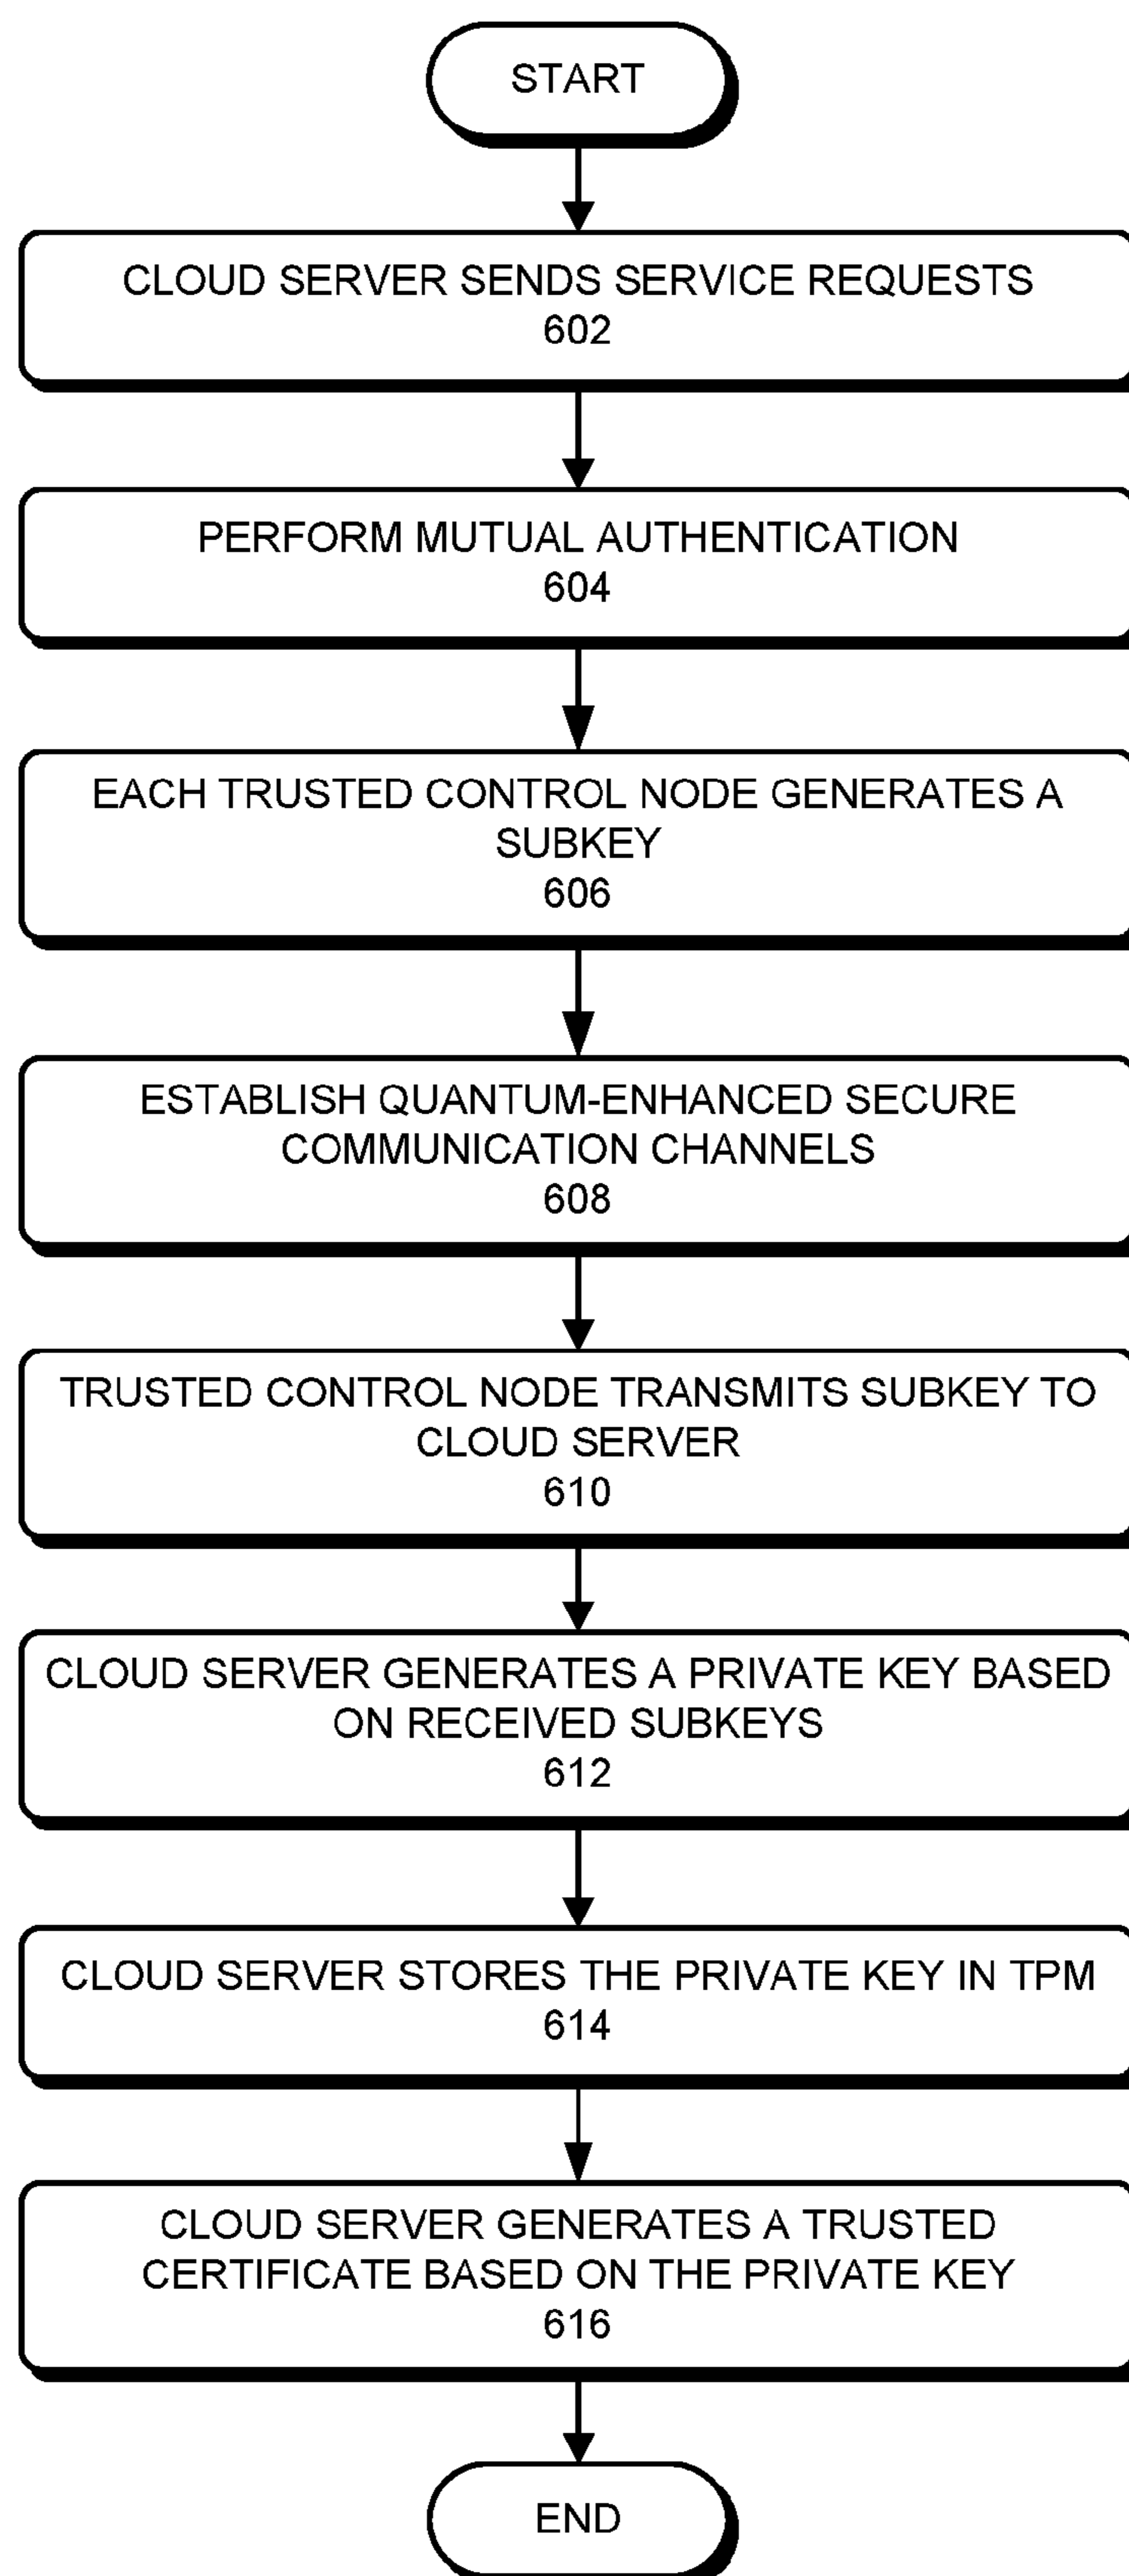 START
CLOUD SERVER SENDS SERVICE REQUESTS
602
PERFORM MUTUAL AUTHENTICATION
604
EACH TRUSTED CONTROL NODE GENERATES A
SUBKEY
606
ESTABLISH QUANTUM-ENHANCED SECURE
COMMUNICATION CHANNELS
608
TRUSTED CONTROL NODE TRANSMITS SUBKEY TO
CLOUD SERVER
610
CLOUD SERVER GENERATES A PRIVATE KEY BASED
ON RECEIVED SUBKEYS
612
CLOUD SERVER STORES THE PRIVATE KEY IN TPM
614
CLOUD SERVER GENERATES A TRUSTED
CERTIFICATE BASED ON THE PRIVATE KEY
616
END